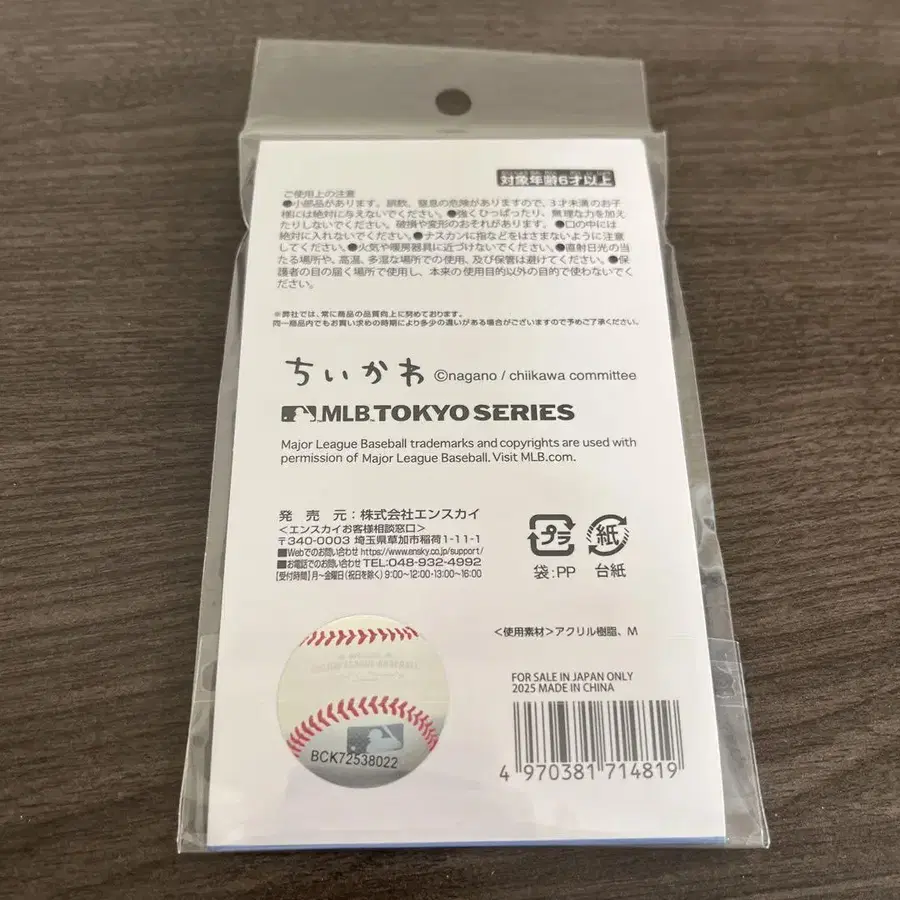 対象年齢6才以上
ご使用上の注意
●小部品があります。誤飲、窒息の危険がありますので、3才未満のお子
様には絶対に与えないでください。●強くひっぱったり、無理な力を加え
たりしないでください。破損や変形のおそれがあります。●口の中には
絶対に入れないでください。●ナスカンに指などをはさまないように注意
してください。●火気や暖房器具に近づけないでください。●直射日光の当
たる場所や、高温、多湿な場所での使用、及び保管は避けてください。●保
護者の目の届く場所で使用し、本来の使用目的以外の目的で使わないでく
ださい。
※弊社では、常に商品の品質向上に努めております。
同一商品内でもお買い求めの時期により多少の違いがある場合がございますので予めご了承ください。
ちいかわ ©nagano / chiikawa committee
MLB TOKYO SERIES
Major League Baseball trademarks and copyrights are used with
permission of Major League Baseball. Visit MLB.com.
発売元：株式会社エンスカイ
＜エンスカイお客様相談窓口＞
〒340-0003 埼玉県草加市稲荷1-11-1
■Webでのお問い合わせ https://www.ensky.co.jp/support/
■お電話でのお問い合わせ TEL:048-932-4992
【受付時間】月～金曜日(祝日を除く) 9:00～12:00・13:00～16:00
プラ 紙
袋:PP 台紙
＜使用素材＞アクリル樹脂、M
FOR SALE IN JAPAN ONLY
2025 MADE IN CHINA
BCK72538022
4 970381 714819